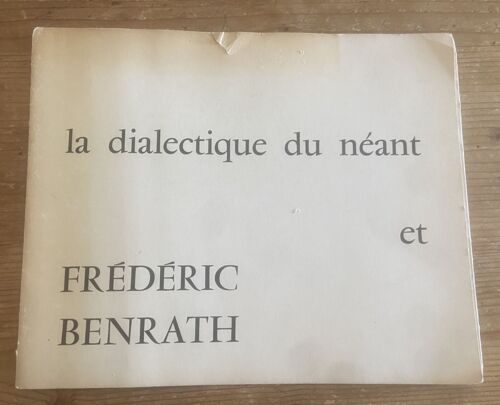 la dialectique du néant
et
FRÉDÉRIC
BENRATH